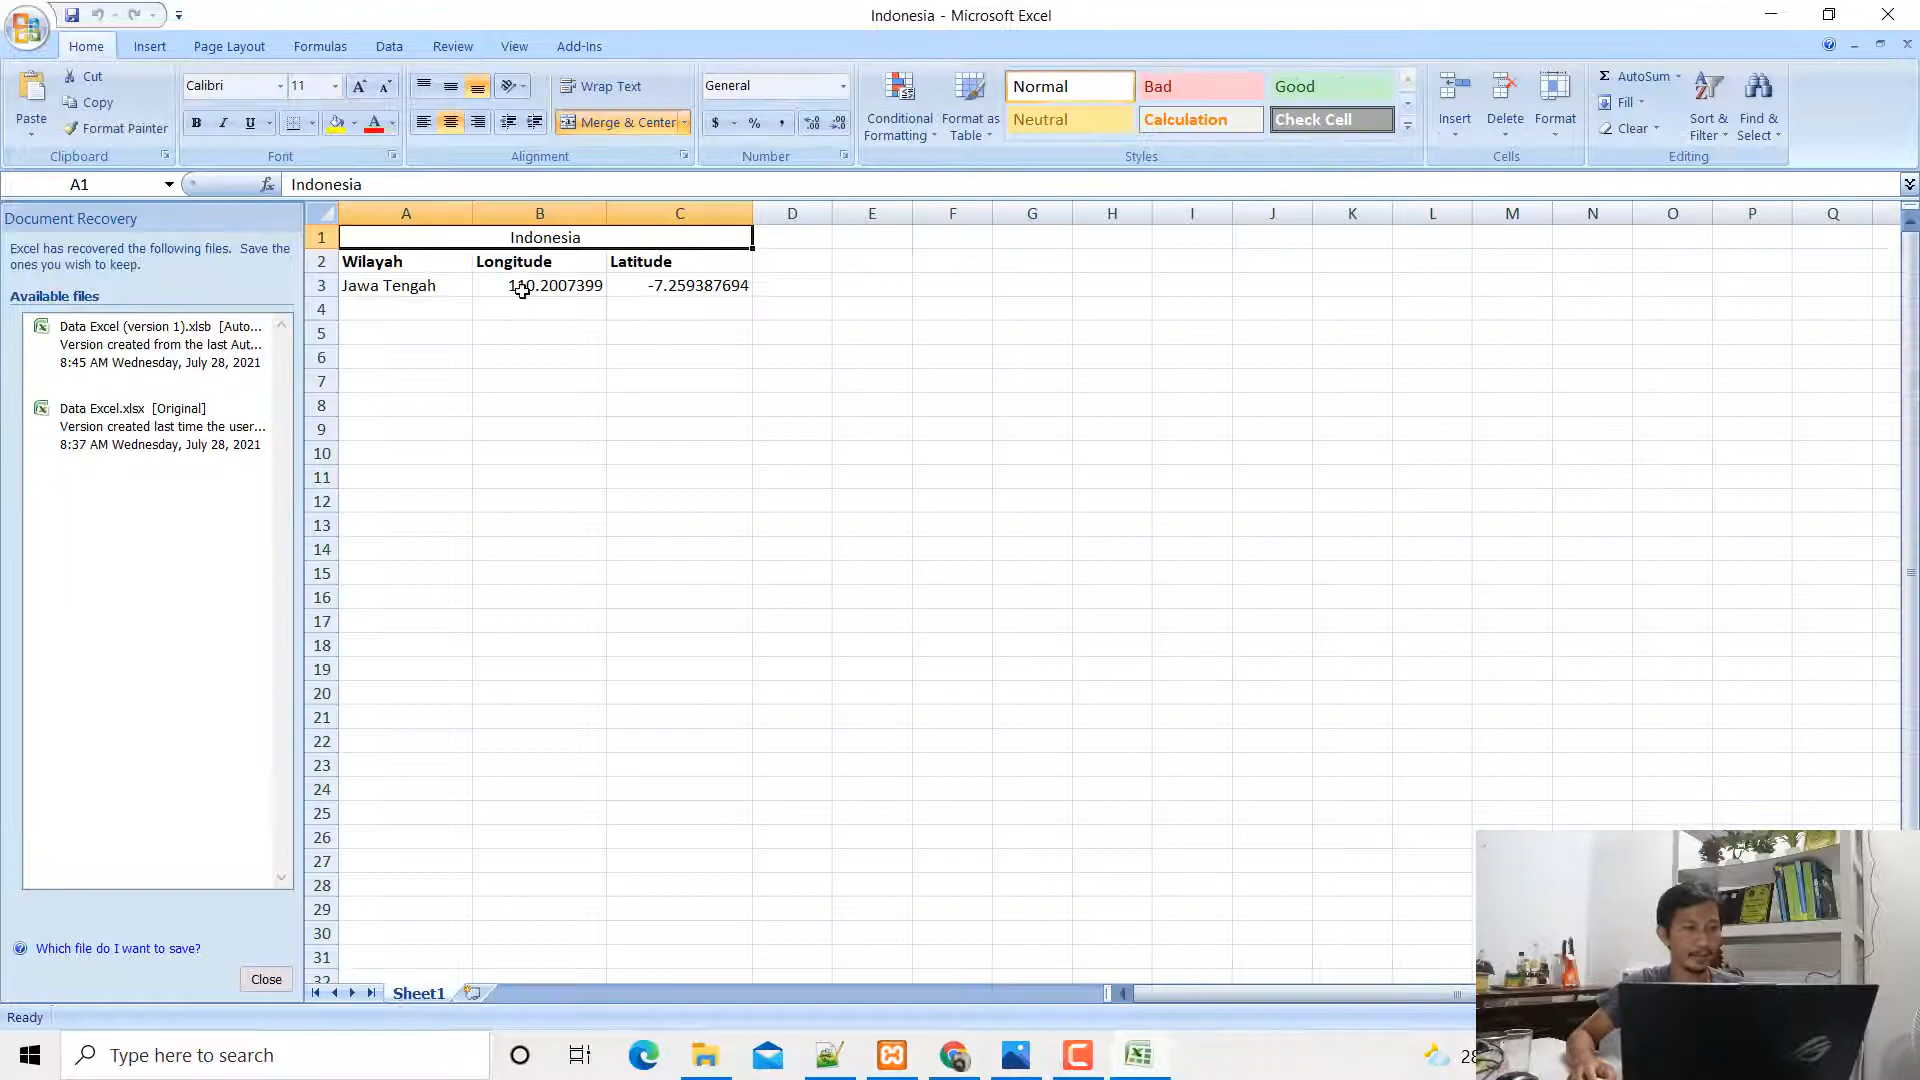 Indonesia - Microsoft Excel
Home Insert Page Layout Formulas Data Review View Add-Ins
Paste
Cut
Copy
Format Painter
Clipboard
Calibri 11
B I U
Font
Wrap Text
Merge & Center
Alignment
General
$ % ,
Number
Conditional Formatting
Format as Table
Normal Bad Good
Neutral Calculation Check Cell
Styles
Insert Delete Format
Cells
AutoSum
Fill
Clear
Sort & Filter
Find & Select
Editing
A1 fx Indonesia
Document Recovery
Excel has recovered the following files. Save the
ones you wish to keep.
Available files
Data Excel (version 1).xlsb [Auto...
Version created from the last Aut...
8:45 AM Wednesday, July 28, 2021
Data Excel.xlsx [Original]
Version created last time the user...
8:37 AM Wednesday, July 28, 2021
Which file do I want to save?
Close
A B C D E F G H I J K L M N O P Q
1 Indonesia
2 Wilayah Longitude Latitude
3 Jawa Tengah 110.2007399 -7.259387694
4
5
6
7
8
9
10
11
12
13
14
15
16
17
18
19
20
21
22
23
24
25
26
27
28
29
30
31
32
Sheet1
Ready
Type here to search
28